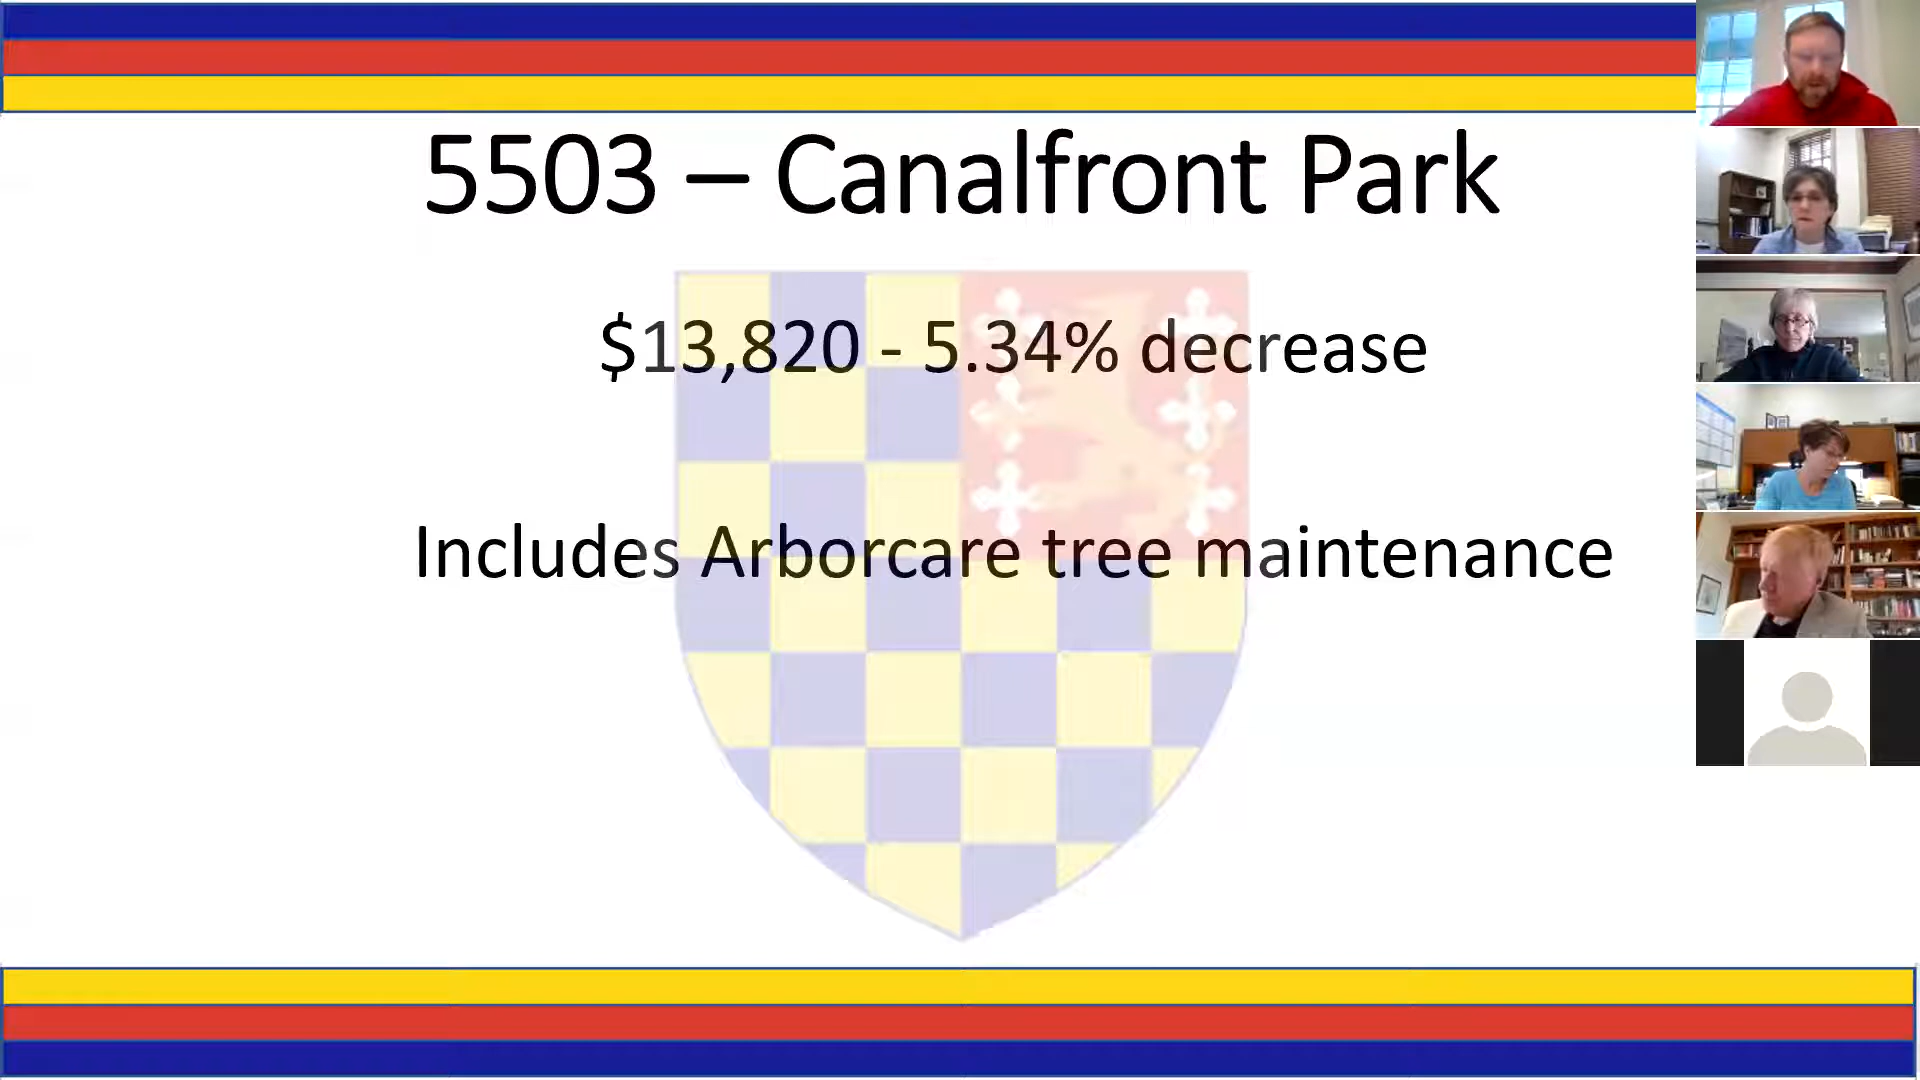 5503 – Canalfront Park
$13,820 - 5.34% decrease
Includes Arborcare tree maintenance